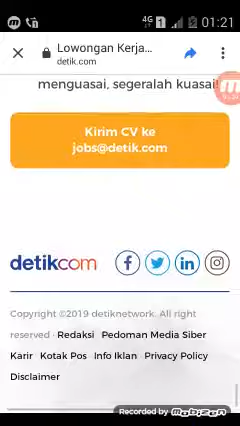 4G 1 01:21
Lowongan Kerja...
detik.com
menguasai, segeralah kuasai!
Kirim CV ke
jobs@detik.com
detikcom
Copyright ©2019 detiknetwork. All right
reserved · Redaksi · Pedoman Media Siber
Karir · Kotak Pos · Info Iklan · Privacy Policy
Disclaimer
Recorded by mobizen